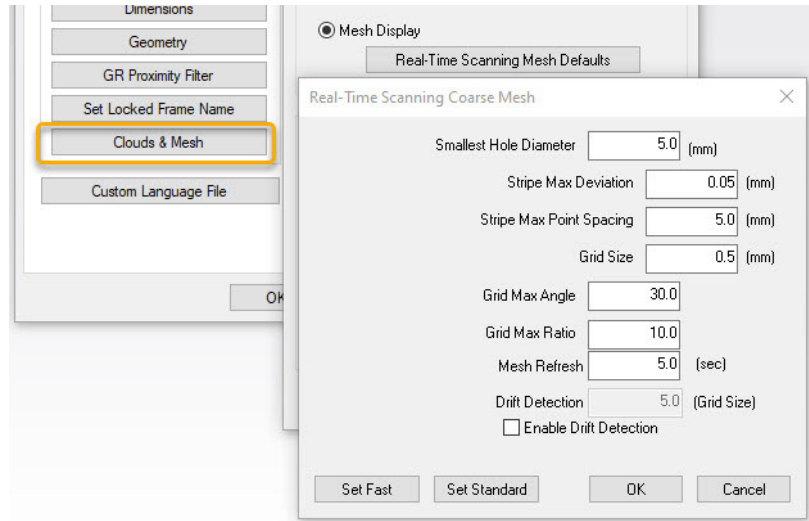 Dimensions
Geometry
GR Proximity Filter
Set Locked Frame Name
Clouds & Mesh
Custom Language File
Mesh Display
Real-Time Scanning Mesh Defaults
Real-Time Scanning Coarse Mesh
Smallest Hole Diameter 5.0 (mm)
Stripe Max Deviation 0.05 (mm)
Stripe Max Point Spacing 5.0 (mm)
Grid Size 0.5 (mm)
Grid Max Angle 30.0
Grid Max Ratio 10.0
Mesh Refresh 5.0 (sec)
Drift Detection 5.0 (Grid Size)
Enable Drift Detection
Set Fast Set Standard OK Cancel